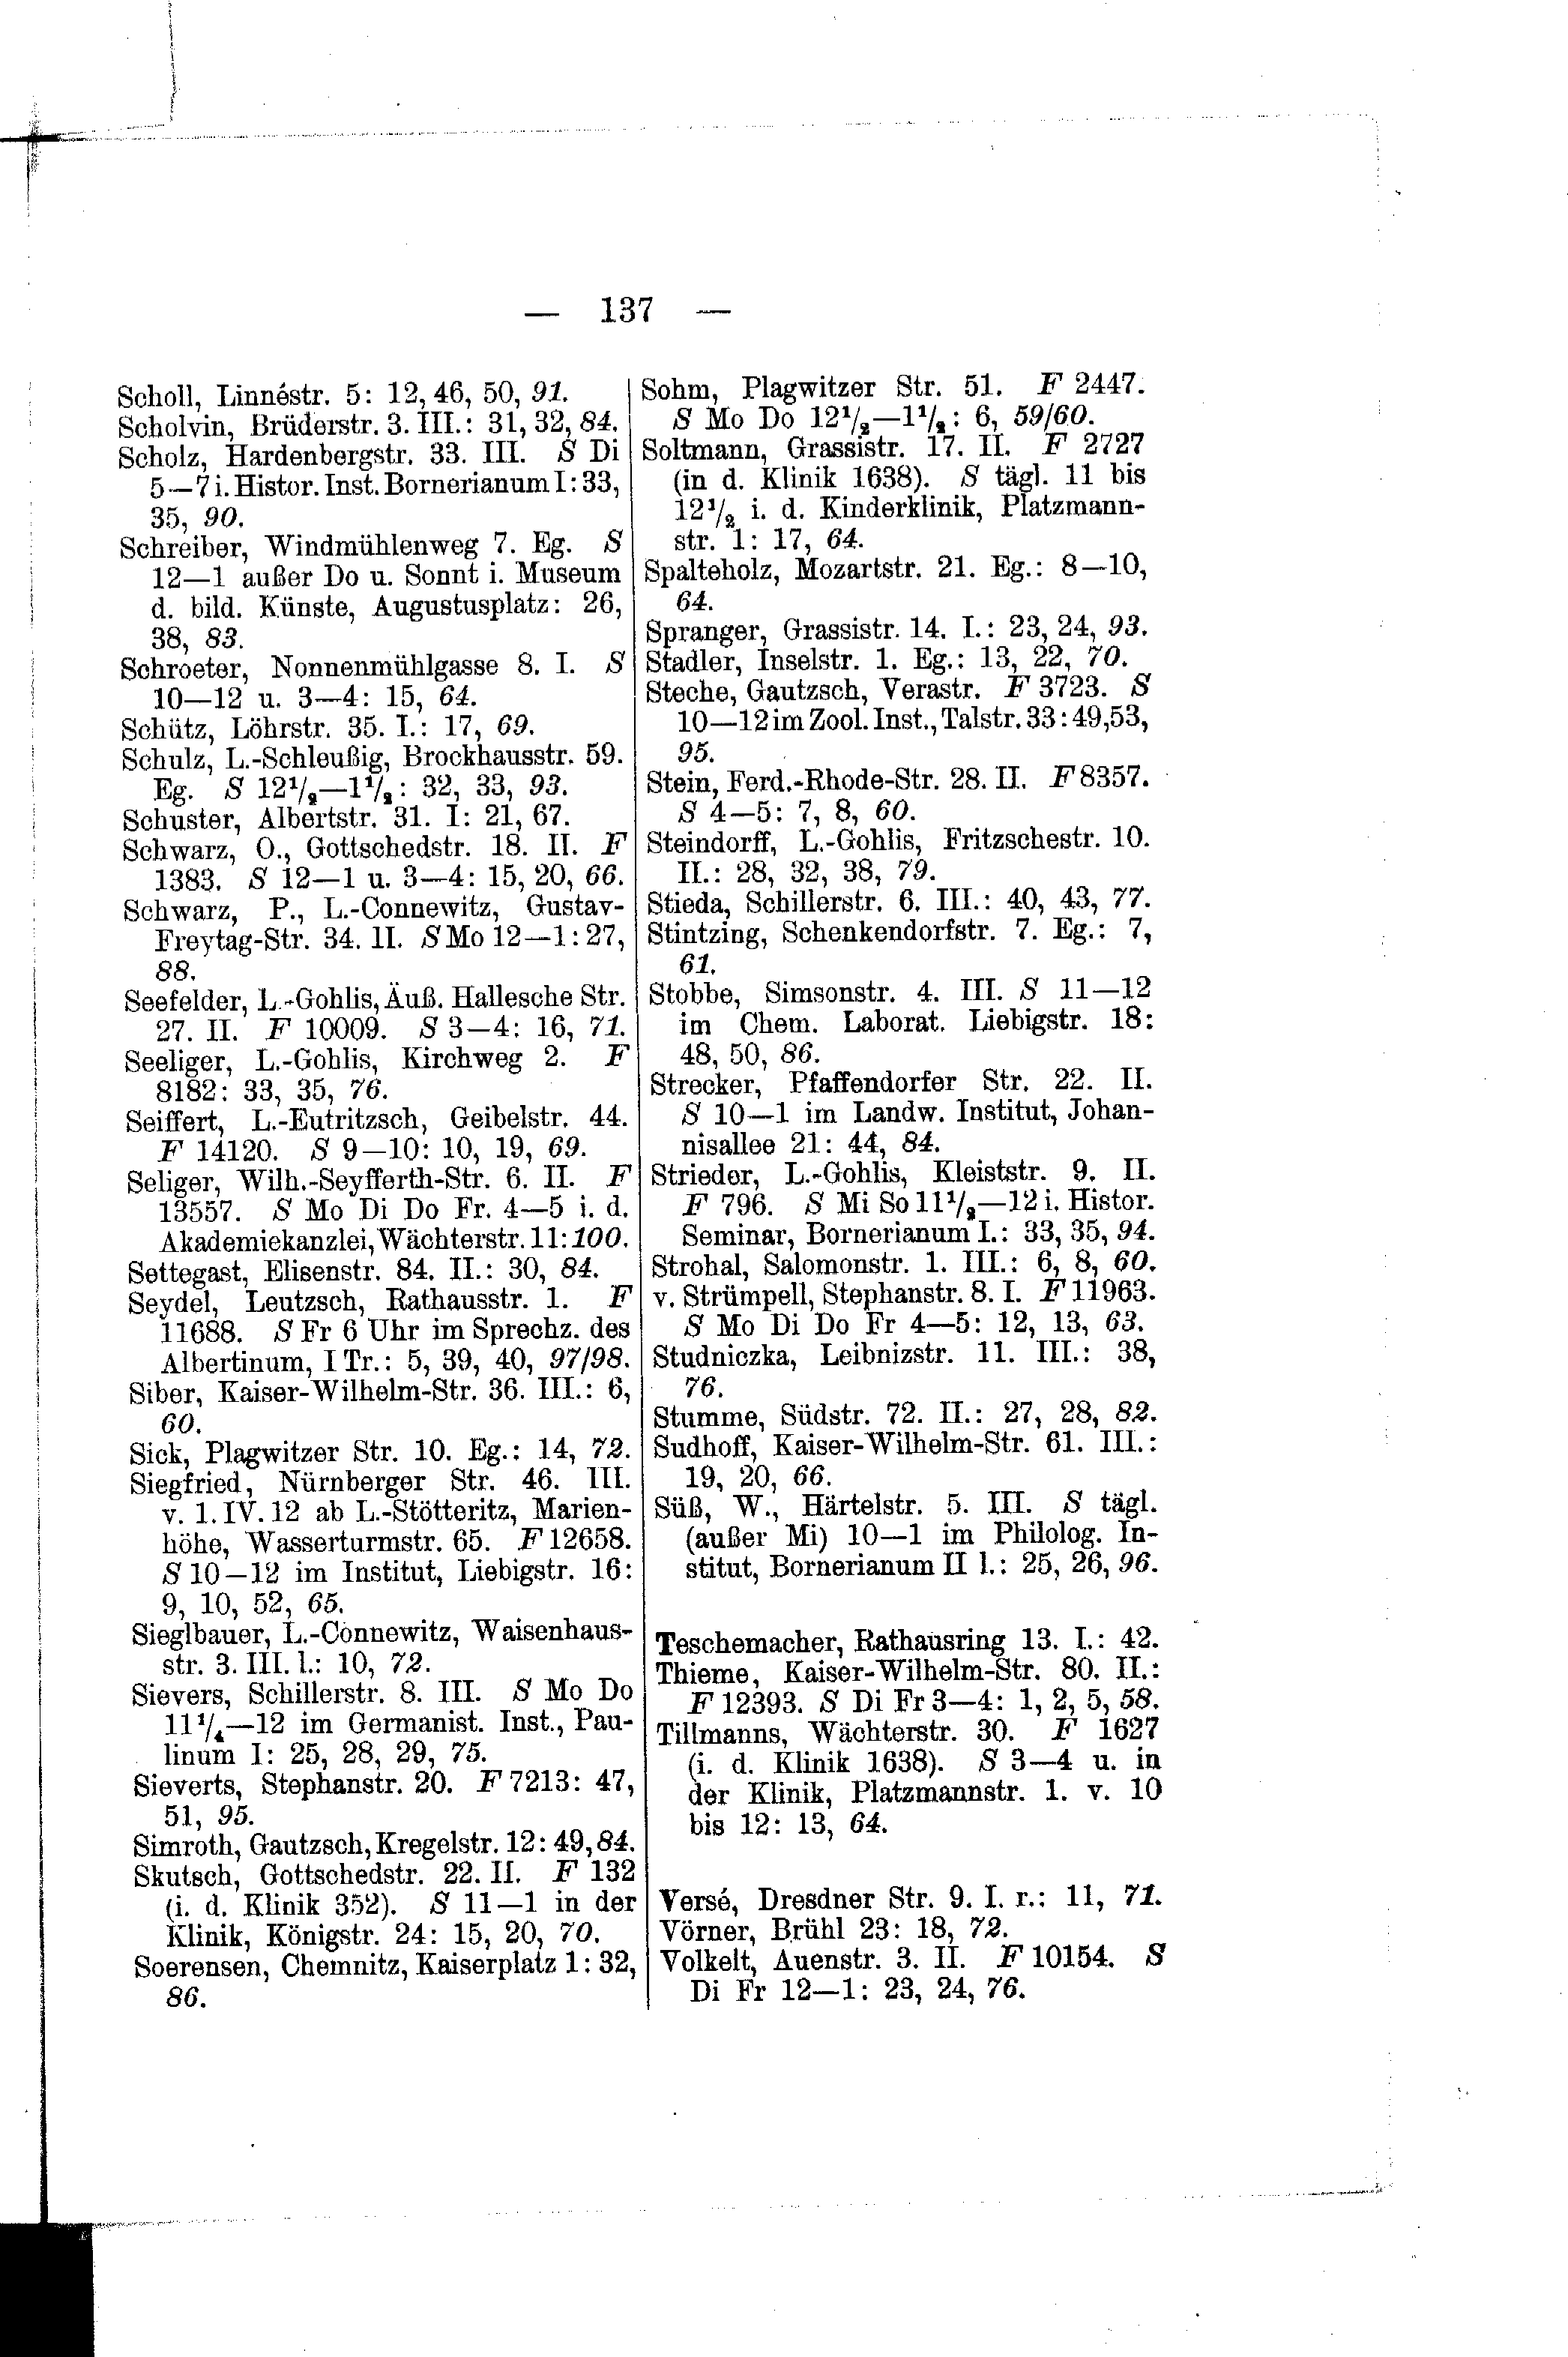 — 137 —
Scholl, Linnéstr. 5: 12, 46, 50, 91.
Scholvin, Brüderstr. 3. III.: 31, 32, 84.
Scholz, Hardenbergstr. 33. III. S Di
5—7 i. Histor. Inst. Bornerianum I: 33,
35, 90.
Schreiber, Windmühlenweg 7. Eg. S
12—1 außer Do u. Sonnt i. Museum
d. bild. Künste, Augustusplatz: 26,
38, 83.
Schroeter, Nonnenmühlgasse 8. I. S
10—12 u. 3—4: 15, 64.
Schütz, Löhrstr. 35. I.: 17, 69.
Schulz, L.-Schleußig, Brockhausstr. 59.
Eg. S 12½—1½: 32, 33, 93.
Schuster, Albertstr. 31. I: 21, 67.
Schwarz, O., Gottschedstr. 18. II. F
1383. S 12—1 u. 3—4: 15, 20, 66.
Schwarz, P., L.-Connewitz, Gustav-
Freytag-Str. 34. II. S Mo 12—1: 27,
88.
Seefelder, L.-Gohlis, Äuß. Hallesche Str.
27. II. F 10009. S 3—4: 16, 71.
Seeliger, L.-Gohlis, Kirchweg 2. F
8182: 33, 35, 76.
Seiffert, L.-Eutritzsch, Geibelstr. 44.
F 14120. S 9—10: 10, 19, 69.
Seliger, Wilh.-Seyfferth-Str. 6. II. F
13557. S Mo Di Do Fr. 4—5 i. d.
Akademiekanzlei, Wächterstr. 11: 100.
Settegast, Elisenstr. 84. II.: 30, 84.
Seydel, Leutzsch, Rathausstr. 1. F
11688. S Fr 6 Uhr im Sprechz. des
Albertinum, I Tr.: 5, 39, 40, 97/98.
Siber, Kaiser-Wilhelm-Str. 36. III.: 6,
60.
Sick, Plagwitzer Str. 10. Eg.: 14, 72.
Siegfried, Nürnberger Str. 46. III.
v. 1. IV. 12 ab L.-Stötteritz, Marien-
höhe, Wasserturmstr. 65. F 12658.
S 10—12 im Institut, Liebigstr. 16:
9, 10, 52, 65.
Sieglbauer, L.-Connewitz, Waisenhaus-
str. 3. III. l.: 10, 72.
Sievers, Schillerstr. 8. III. S Mo Do
11¼—12 im Germanist. Inst., Pau-
linum I: 25, 28, 29, 75.
Sieverts, Stephanstr. 20. F 7213: 47,
51, 95.
Simroth, Gautzsch, Kregelstr. 12: 49, 84.
Skutsch, Gottschedstr. 22. II. F 132
(i. d. Klinik 352). S 11—1 in der
Klinik, Königstr. 24: 15, 20, 70.
Soerensen, Chemnitz, Kaiserplatz 1: 32,
86.
Sohm, Plagwitzer Str. 51. F 2447.
S Mo Do 12½—1½: 6, 59/60.
Soltmann, Grassistr. 17. II. F 2727
(in d. Klinik 1638). S tägl. 11 bis
12½ i. d. Kinderklinik, Platzmann-
str. 1: 17, 64.
Spalteholz, Mozartstr. 21. Eg.: 8—10,
64.
Spranger, Grassistr. 14. I.: 23, 24, 93.
Stadler, Inselstr. 1. Eg.: 13, 22, 70.
Steche, Gautzsch, Verastr. F 3723. S
10—12 im Zool. Inst., Talstr. 33: 49, 53,
95.
Stein, Ferd.-Rhode-Str. 28. II. F 8357.
S 4—5: 7, 8, 60.
Steindorff, L.-Gohlis, Fritzschestr. 10.
II.: 28, 32, 38, 79.
Stieda, Schillerstr. 6. III.: 40, 43, 77.
Stintzing, Schenkendorfstr. 7. Eg.: 7,
61.
Stobbe, Simsonstr. 4. III. S 11—12
im Chem. Laborat. Liebigstr. 18:
48, 50, 86.
Strecker, Pfaffendorfer Str. 22. II.
S 10—1 im Landw. Institut, Johan-
nisallee 21: 44, 84.
Strieder, L.-Gohlis, Kleiststr. 9. II.
F 796. S Mi So 11½—12 i. Histor.
Seminar, Bornerianum I.: 33, 35, 94.
Strohal, Salomonstr. 1. III.: 6, 8, 60.
v. Strümpell, Stephanstr. 8. I. F 11963.
S Mo Di Do Fr 4—5: 12, 13, 63.
Studniczka, Leibnizstr. 11. III.: 38,
76.
Stumme, Südstr. 72. II.: 27, 28, 82.
Sudhoff, Kaiser-Wilhelm-Str. 61. III.:
19, 20, 66.
Süß, W., Härtelstr. 5. III. S tägl.
(außer Mi) 10—1 im Philolog. In-
stitut, Bornerianum II l.: 25, 26, 96.
Teschemacher, Rathausring 13. I.: 42.
Thieme, Kaiser-Wilhelm-Str. 80. II.:
F 12393. S Di Fr 3—4: 1, 2, 5, 58.
Tillmanns, Wächterstr. 30. F 1627
(i. d. Klinik 1638). S 3—4 u. in
der Klinik, Platzmannstr. 1. v. 10
bis 12: 13, 64.
Versé, Dresdner Str. 9. I. r.: 11, 71.
Vörner, Brühl 23: 18, 72.
Volkelt, Auenstr. 3. II. F 10154. S
Di Fr 12—1: 23, 24, 76.